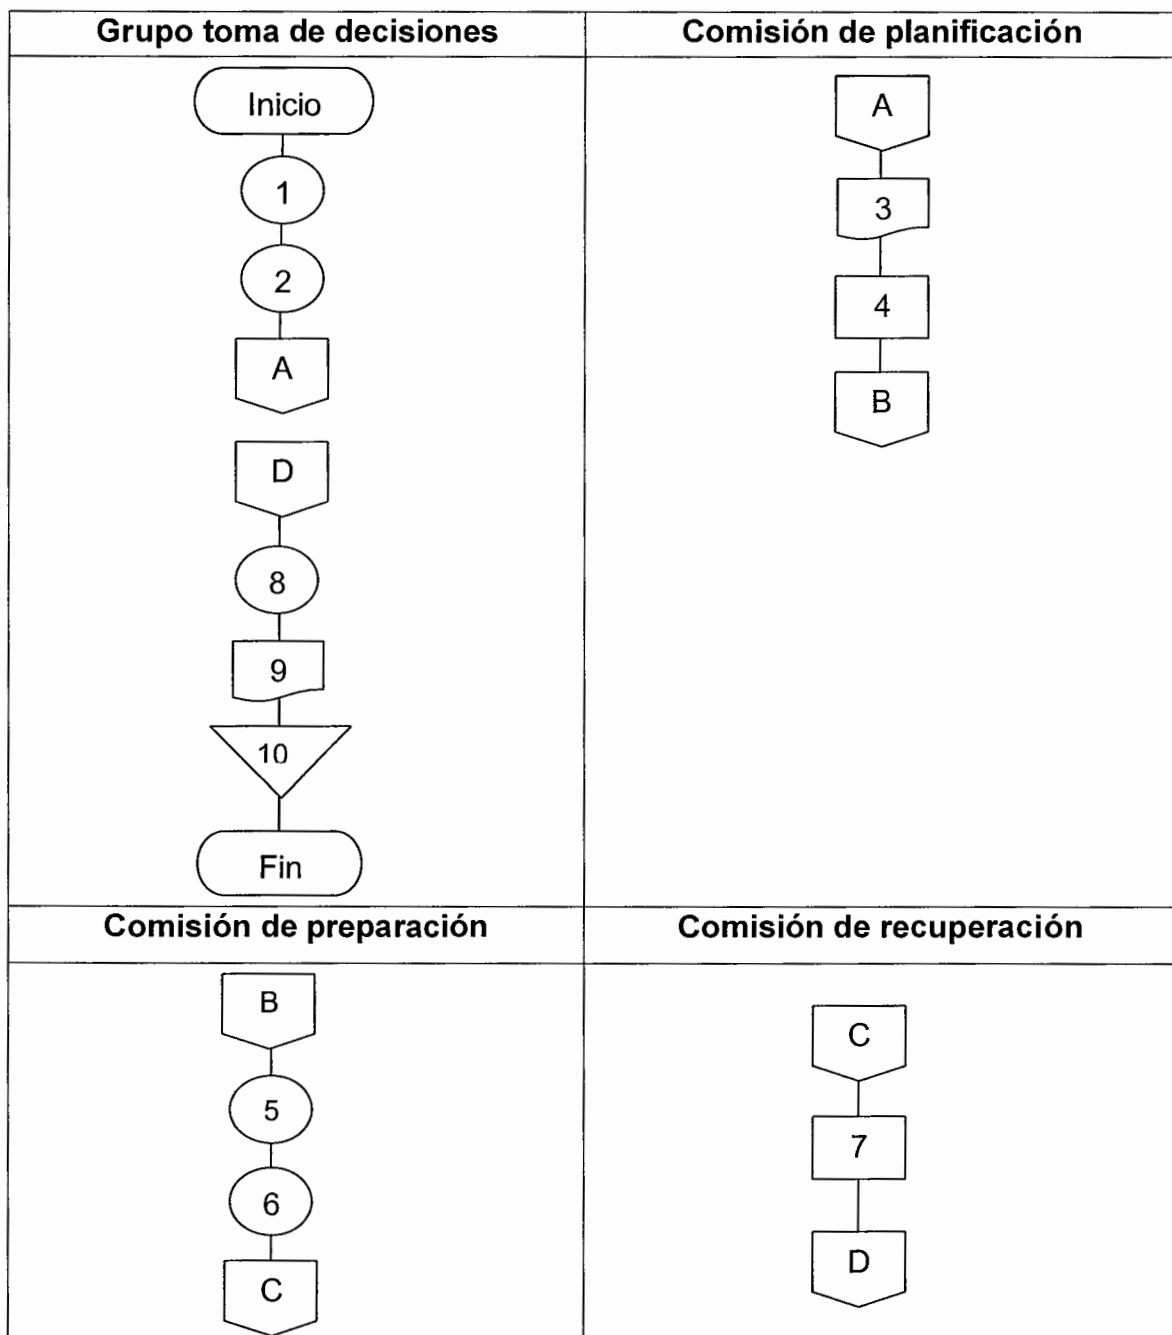 Grupo toma de decisiones
Comisión de planificación
Inicio
1
2
A
D
8
9
10
Fin
A
3
4
B
Comisión de preparación
Comisión de recuperación
B
5
6
C
C
7
D